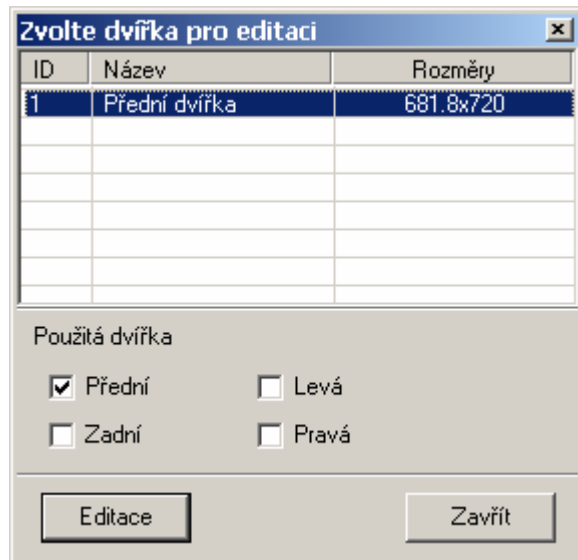 Zvolte dvířka pro editaci
ID Název Rozměry
1 Přední dvířka 681.8x720
Použitá dvířka
Přední Levá
Zadní Pravá
Editace Zavřít